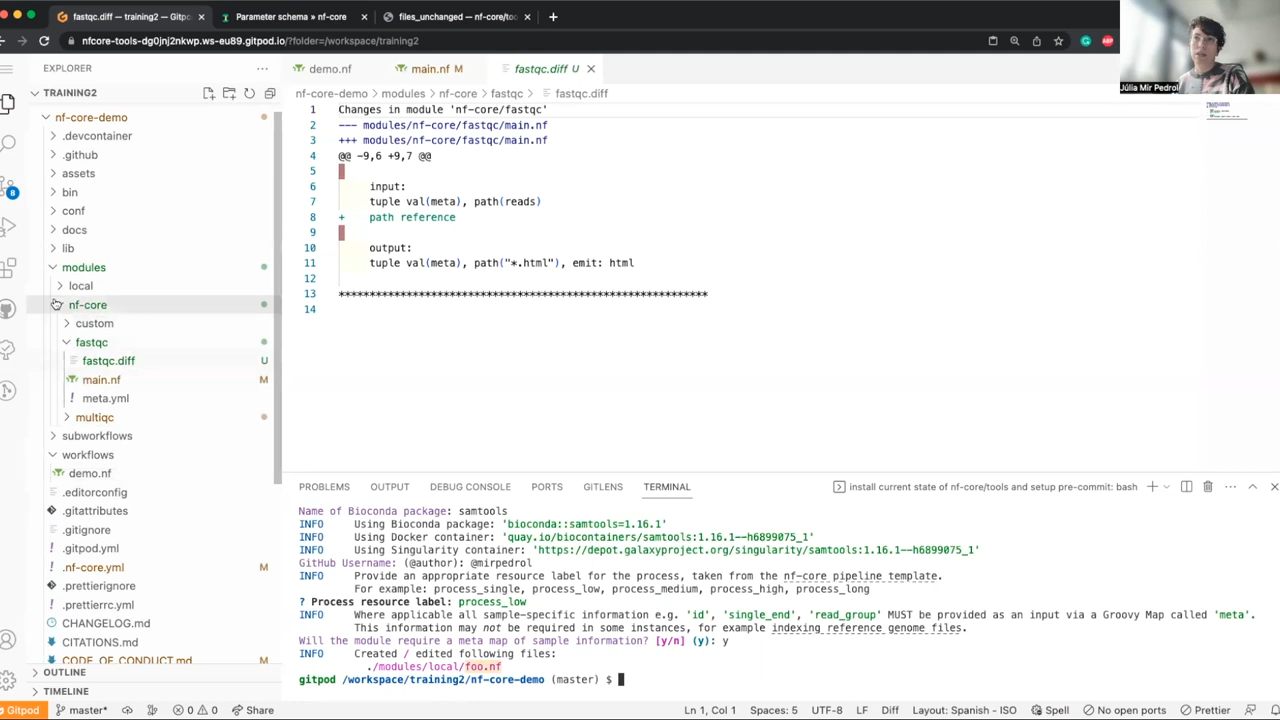 fastqc.diff — training2 — Gitpo
Parameter schema » nf-core
files_unchanged — nf-core/to
nfcore-tools-dg0jnj2nkwp.ws-eu89.gitpod.io/?folder=/workspace/training2
Júlia Mir Pedrol
EXPLORER
TRAINING2
nf-core-demo
.devcontainer
.github
assets
bin
conf
docs
lib
modules
local
nf-core
custom
fastqc
fastqc.diff U
main.nf M
meta.yml
multiqc
subworkflows
workflows
demo.nf
.editorconfig
.gitattributes
.gitignore
.gitpod.yml
.nf-core.yml M
.prettierignore
.prettierrc.yml
CHANGELOG.md
CITATIONS.md
CODE_OF_CONDUCT.md
OUTLINE
TIMELINE
8
demo.nf
main.nf M
fastqc.diff U
nf-core-demo > modules > nf-core > fastqc > fastqc.diff
1 Changes in module 'nf-core/fastqc'
2 --- modules/nf-core/fastqc/main.nf
3 +++ modules/nf-core/fastqc/main.nf
4 @@ -9,6 +9,7 @@
5
6 input:
7 tuple val(meta), path(reads)
8 + path reference
9
10 output:
11 tuple val(meta), path("*.html"), emit: html
12
13 ************************************************************
14
PROBLEMS OUTPUT DEBUG CONSOLE PORTS GITLENS TERMINAL
install current state of nf-core/tools and setup pre-commit: bash
Name of Bioconda package: samtools
INFO Using Bioconda package: 'bioconda::samtools=1.16.1'
INFO Using Docker container: 'quay.io/biocontainers/samtools:1.16.1--h6899075_1'
INFO Using Singularity container: 'https://depot.galaxyproject.org/singularity/samtools:1.16.1--h6899075_1'
GitHub Username: (@author): @mirpedrol
INFO Provide an appropriate resource label for the process, taken from the nf-core pipeline template.
For example: process_single, process_low, process_medium, process_high, process_long
? Process resource label: process_low
INFO Where applicable all sample-specific information e.g. 'id', 'single_end', 'read_group' MUST be provided as an input via a Groovy Map called 'meta'.
This information may not be required in some instances, for example indexing reference genome files.
Will the module require a meta map of sample information? [y/n] (y): y
INFO Created / edited following files:
./modules/local/foo.nf
gitpod /workspace/training2/nf-core-demo (master) $
Gitpod master* 0 0 Share Ln 1, Col 1 Spaces: 5 UTF-8 LF Diff Layout: Spanish - ISO Spell No open ports Prettier